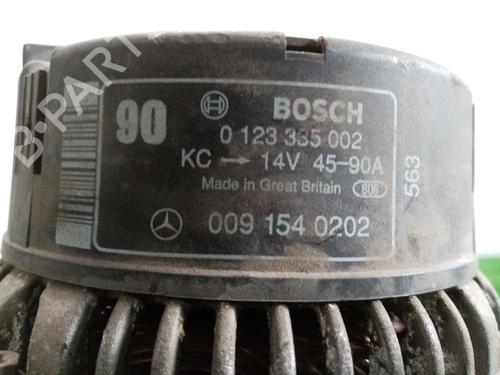 B-PARTS
90
BOSCH
0 123 335 002
KC → 14V 45-90A
Made in Great Britain 806
563
009 154 0202